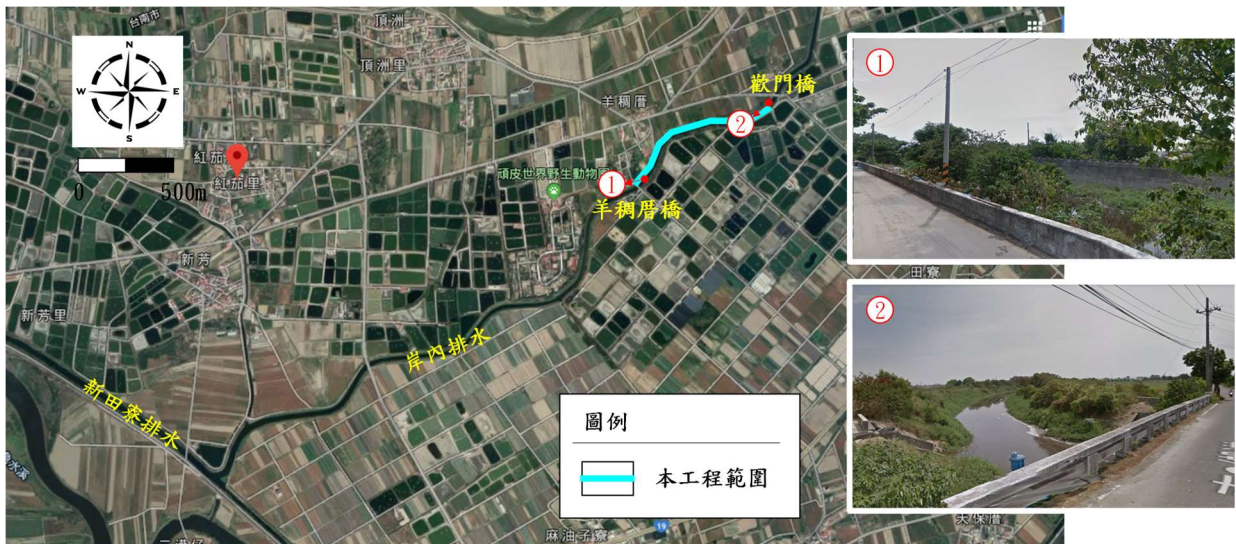 台南市
頂洲
頂洲里
N
W
E
S
0
500m
紅茄
紅茄里
羊稠厝
歡門橋
②
①
頑皮世界野生動物
羊稠厝橋
新芳
新芳里
岸內排水
新田寮排水
田寮
圖例
本工程範圍
麻油子寮
19
①
②